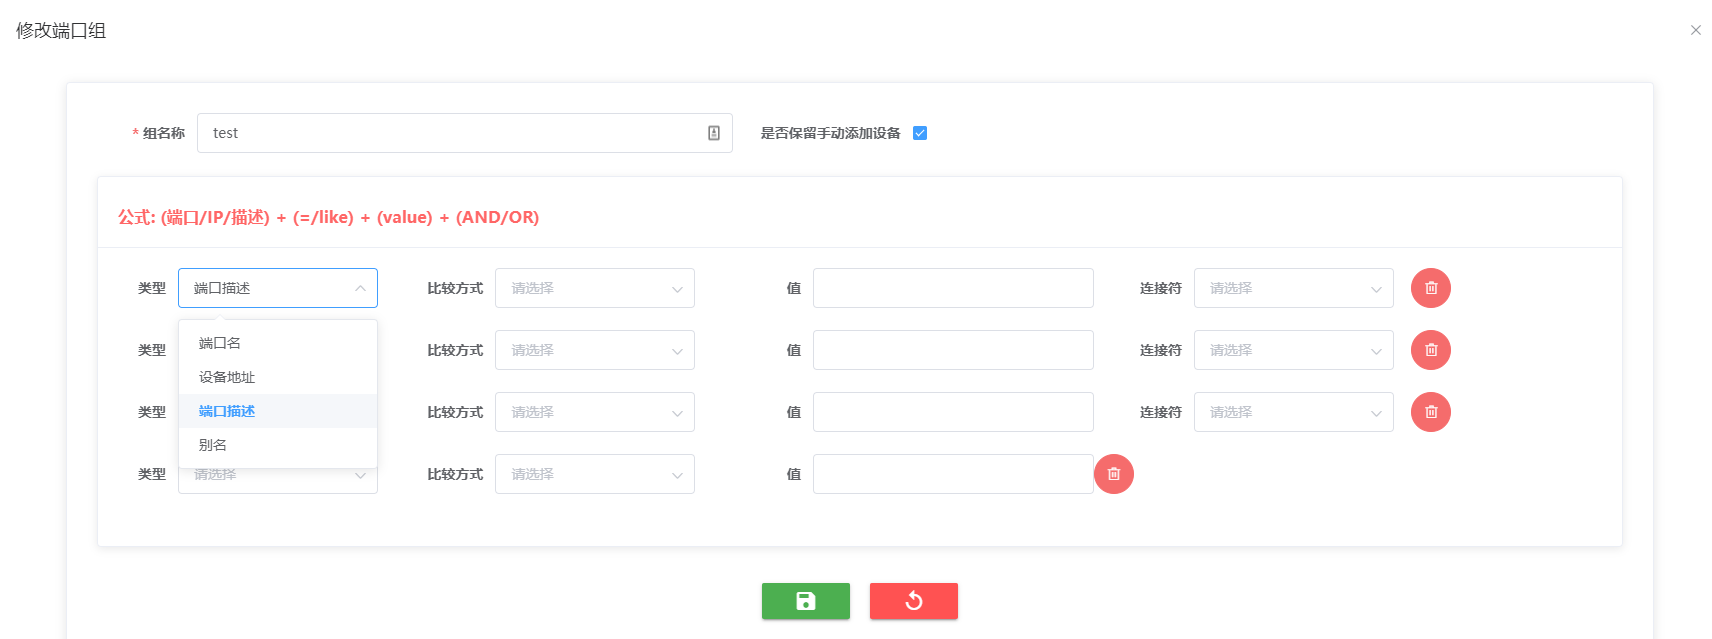 修改端口组
* 组名称 test 是否保留手动添加设备
公式: (端口/IP/描述) + (=/like) + (value) + (AND/OR)
类型 端口描述 比较方式 请选择 值 连接符 请选择
端口名
类型 比较方式 请选择 值 连接符 请选择
设备地址
端口描述
类型 比较方式 请选择 值 连接符 请选择
别名
类型 请选择 比较方式 请选择 值